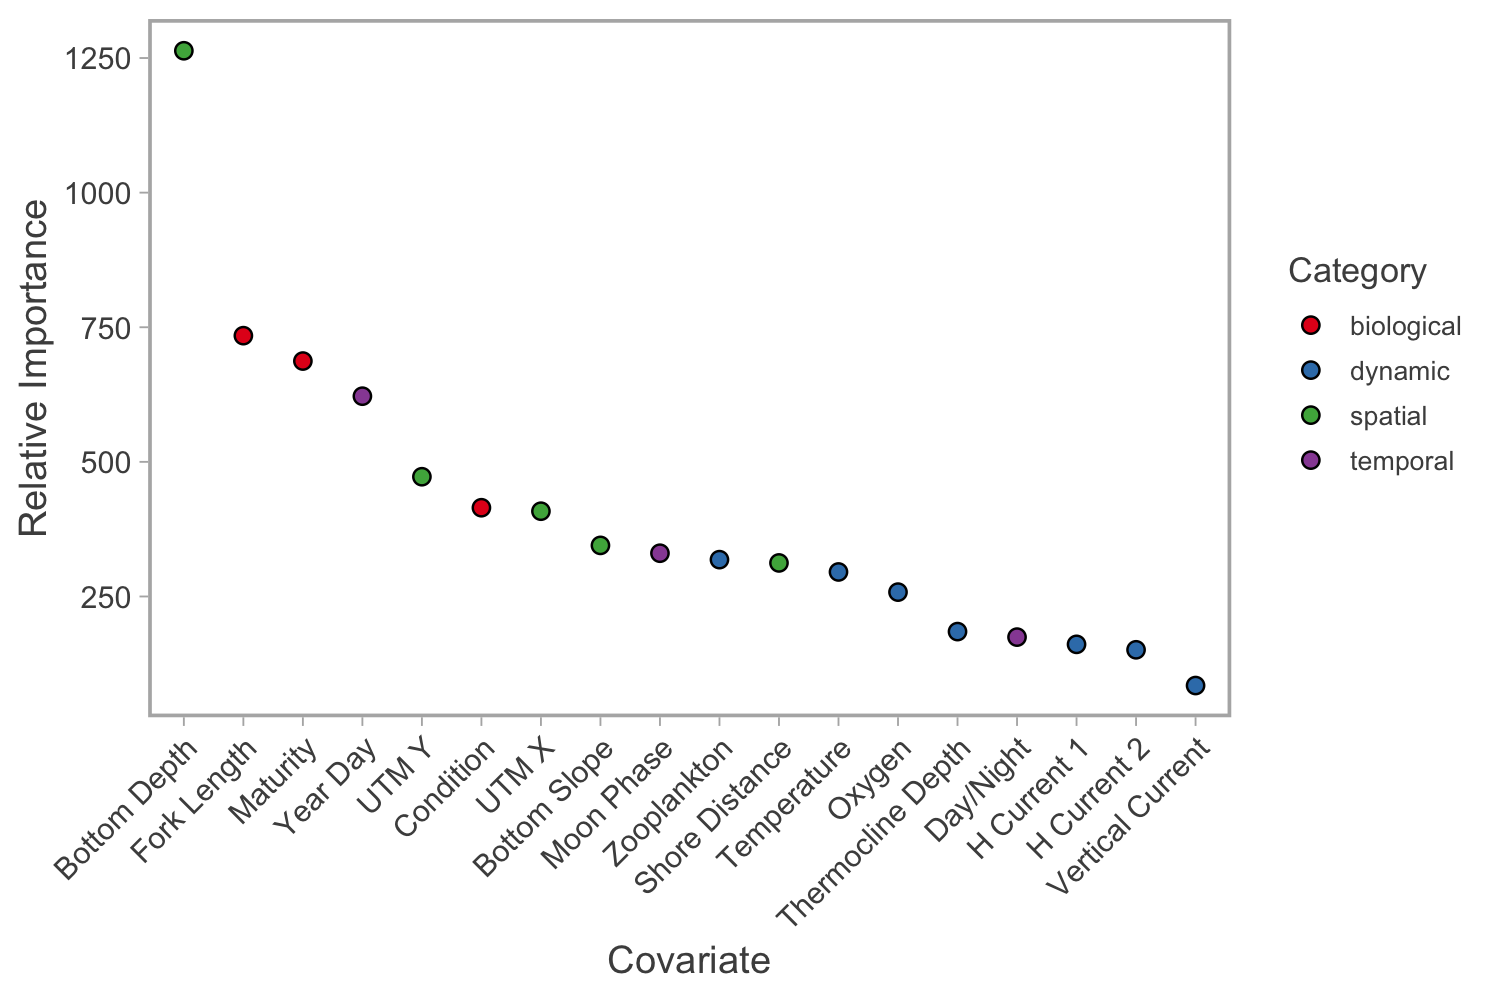 1250
1000
750
500
250
Relative Importance
Bottom Depth
Fork Length
Maturity
Year Day
UTM Y
Condition
UTM X
Bottom Slope
Moon Phase
Zooplankton
Shore Distance
Temperature
Oxygen
Thermocline Depth
Day/Night
H Current 1
H Current 2
Vertical Current
Covariate
Category
biological
dynamic
spatial
temporal